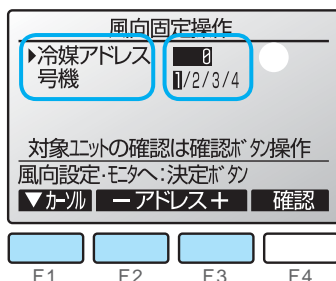 風向固定操作
▶冷媒アドレス 0
号機 1/2/3/4
対象ユニットの確認は確認ボタン操作
風向設定・モニタへ:決定ボタン
▼カーソル －アドレス＋ 確認
F1 F2 F3 F4